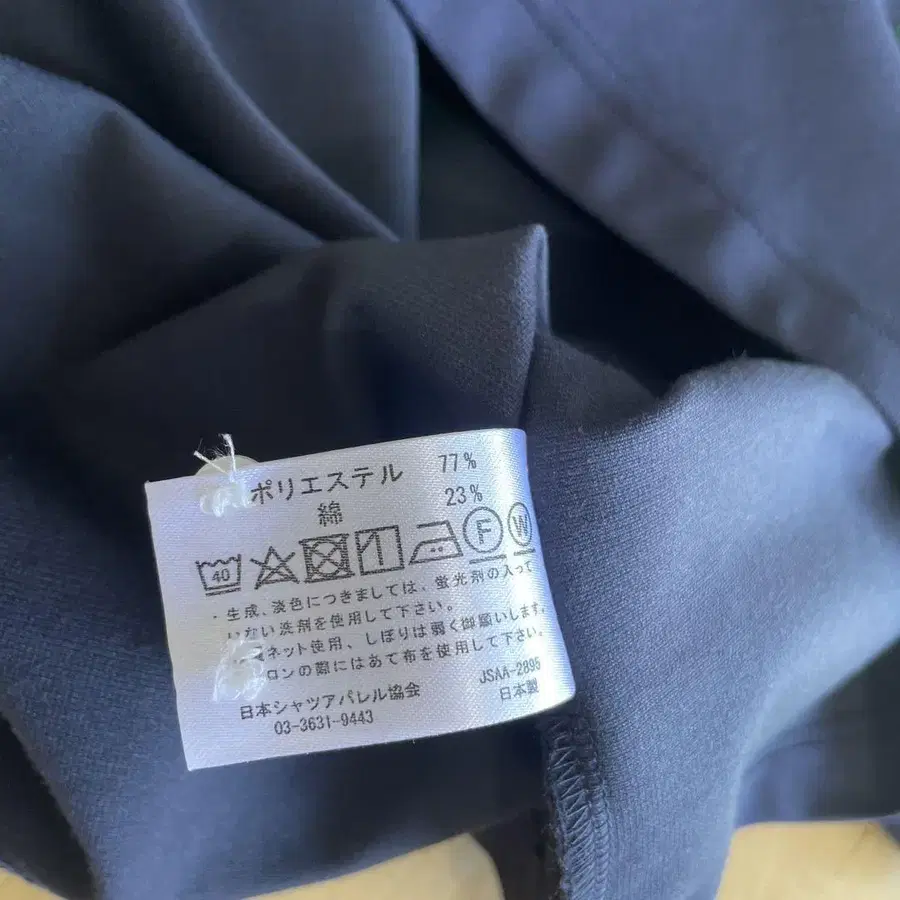 ポリエステル 77%
綿 23%
40 F W
・生成、淡色につきましては、蛍光剤の入って
いない洗剤を使用して下さい。
ネット使用、しぼりは弱く御願いします。
ロンの際にはあて布を使用して下さい。
日本シャツアパレル協会 JSAA-2895
03-3631-9443 日本製